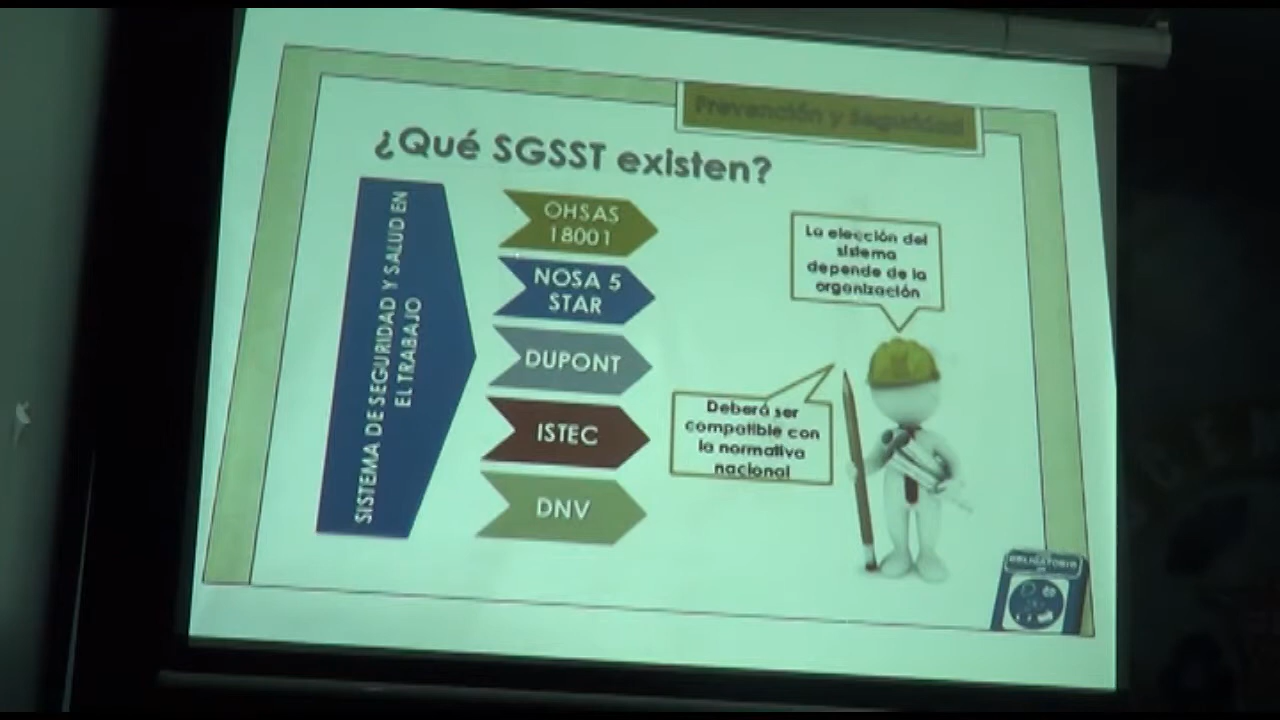 Prevención y Seguridad
¿Qué SGSST existen?
SISTEMA DE SEGURIDAD Y SALUD EN
EL TRABAJO
OHSAS
18001
NOSA 5
STAR
DUPONT
ISTEC
DNV
La elección del
sistema
depende de la
organización
Deberá ser
compatible con
la normativa
nacional
OBLIGATORIO